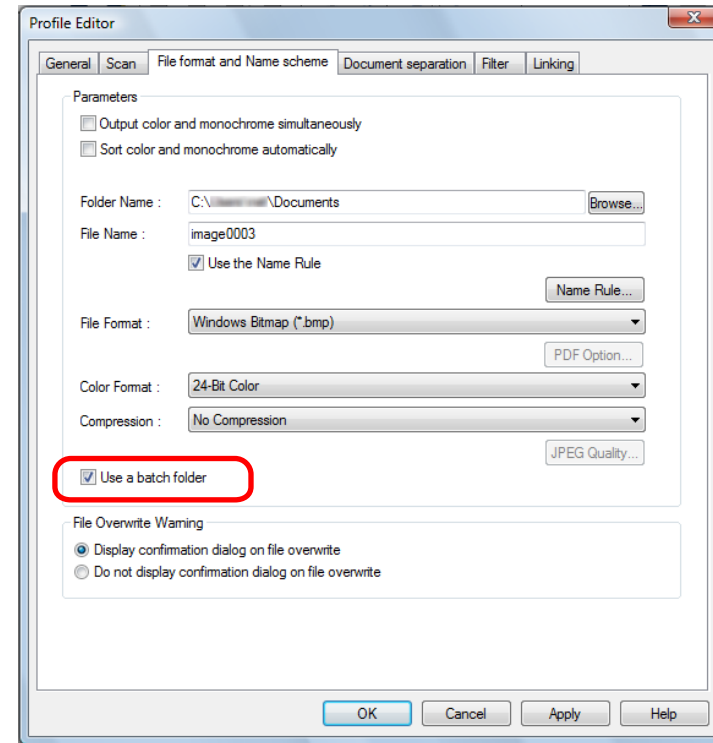 Profile Editor
General Scan File format and Name scheme Document separation Filter Linking
Parameters
Output color and monochrome simultaneously
Sort color and monochrome automatically
Folder Name : C:\ \Documents Browse...
File Name : image0003
Use the Name Rule
Name Rule...
File Format : Windows Bitmap (*.bmp)
PDF Option...
Color Format : 24-Bit Color
Compression : No Compression
JPEG Quality...
Use a batch folder
File Overwrite Warning
Display confirmation dialog on file overwrite
Do not display confirmation dialog on file overwrite
OK Cancel Apply Help